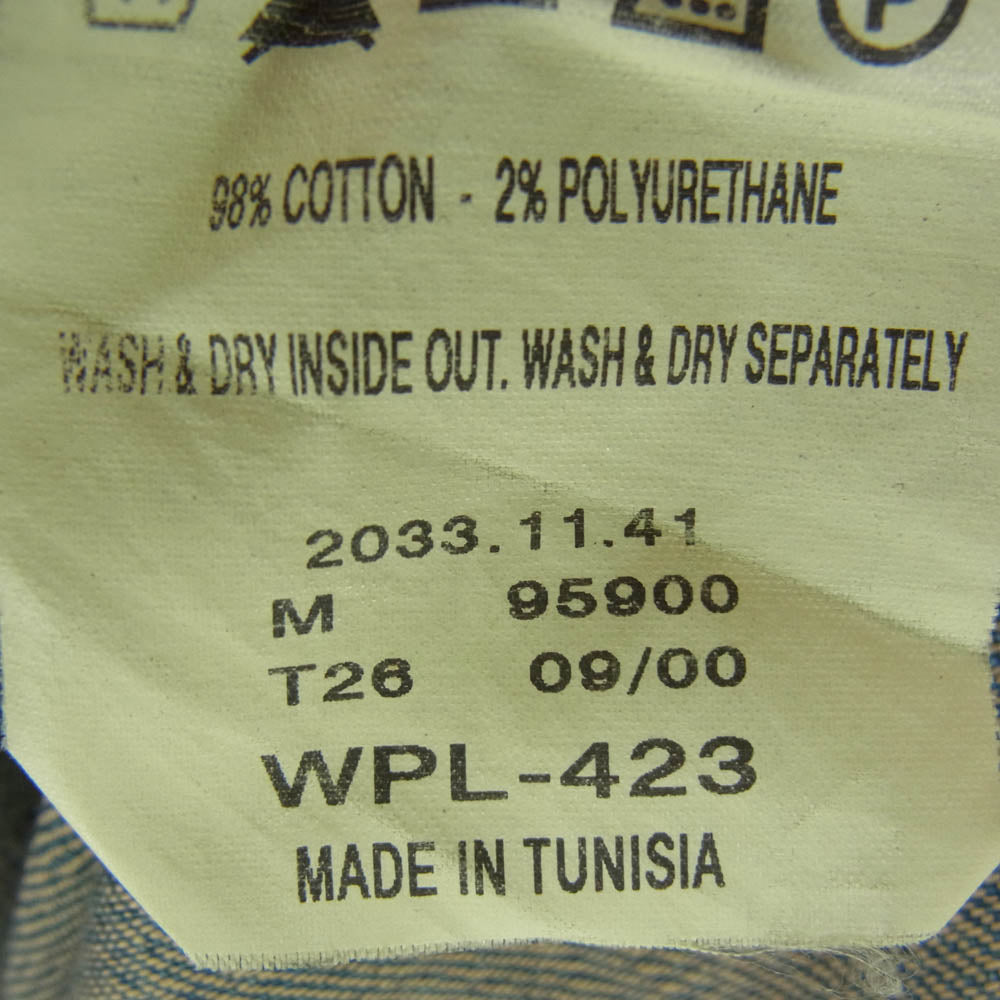 P
98% COTTON - 2% POLYURETHANE
WASH & DRY INSIDE OUT. WASH & DRY SEPARATELY
2033.11.41
M 95900
T26 09/00
WPL-423
MADE IN TUNISIA